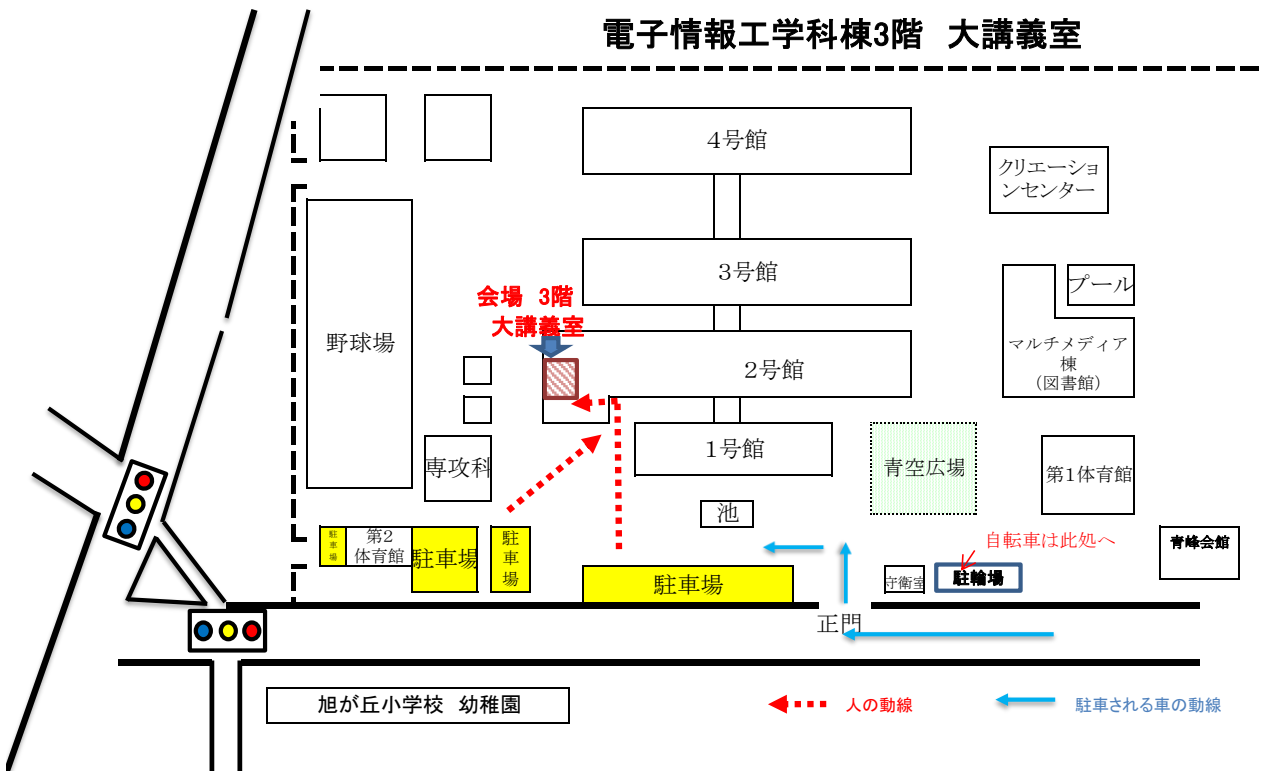 電子情報工学科棟3階　大講義室
4号館
クリエーショ
ンセンター
3号館
プール
会場　3階
大講義室
野球場
2号館
マルチメディア
棟
（図書館）
1号館
青空広場
専攻科
第1体育館
池
駐車場
第2
体育館
駐車場
駐車場
自転車は此処へ
青峰会館
駐車場
守衛室
駐輪場
正門
旭が丘小学校　幼稚園
人の動線
駐車される車の動線